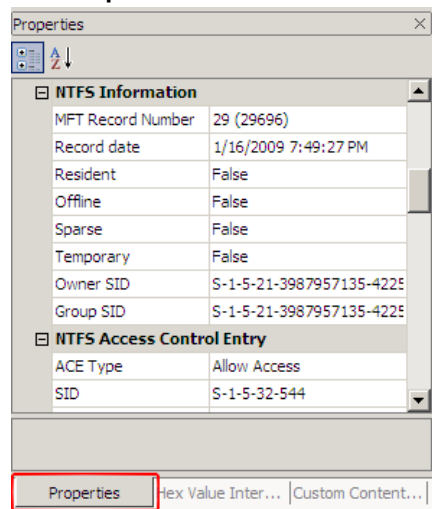 Properties
NTFS Information
MFT Record Number 29 (29696)
Record date 1/16/2009 7:49:27 PM
Resident False
Offline False
Sparse False
Temporary False
Owner SID S-1-5-21-3987957135-4225
Group SID S-1-5-21-3987957135-4225
NTFS Access Control Entry
ACE Type Allow Access
SID S-1-5-32-544
Properties Hex Value Inter... Custom Content...